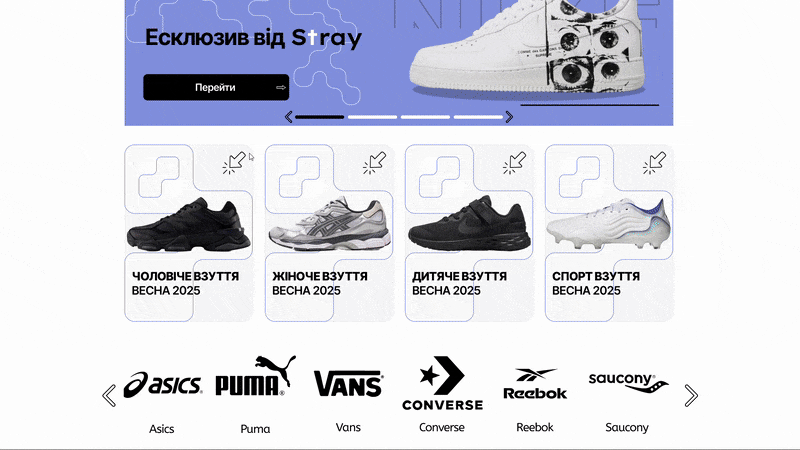 Есклюзив від Stray
Перейти
ЧОЛОВІЧЕ ВЗУТТЯ
ВЕСНА 2025
ЖІНОЧЕ ВЗУТТЯ
ВЕСНА 2025
ДИТЯЧЕ ВЗУТТЯ
ВЕСНА 2025
СПОРТ ВЗУТТЯ
ВЕСНА 2025
asics
PUMA
VANS
CONVERSE
Reebok
saucony
Asics
Puma
Vans
Converse
Reebok
Saucony